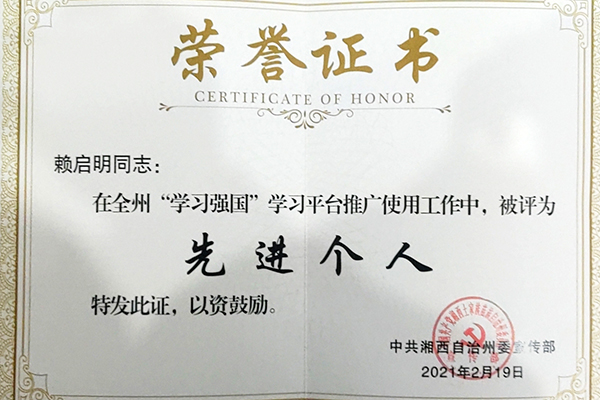 荣誉证书
CERTIFICATE OF HONOR
赖启明同志：
在全州“学习强国”学习平台推广使用工作中，被评为
先进个人
特发此证，以资鼓励。
中共湘西自治州委宣传部
2021年2月19日